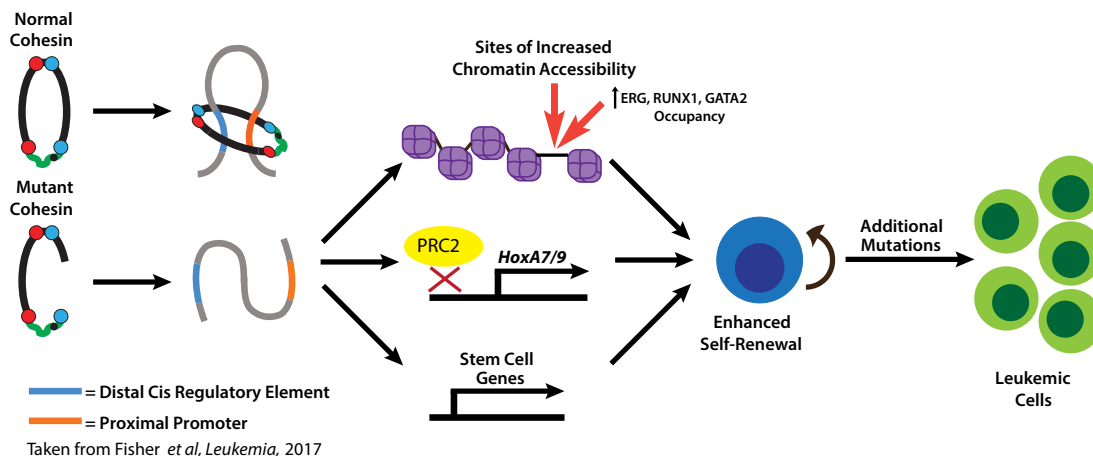 Normal
Cohesin
Sites of Increased
Chromatin Accessibility
↑ERG, RUNX1, GATA2
Occupancy
Mutant
Cohesin
PRC2
HoxA7/9
Additional
Mutations
Enhanced
Self-Renewal
Stem Cell
Genes
Leukemic
Cells
= Distal Cis Regulatory Element
= Proximal Promoter
Taken from Fisher et al, Leukemia, 2017